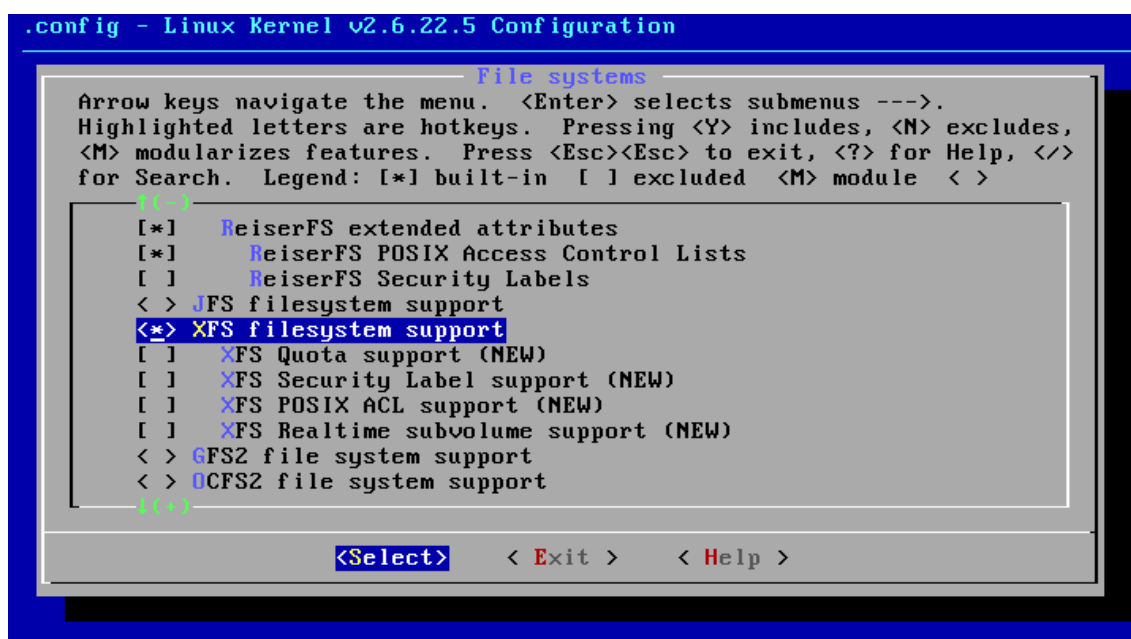 .config - Linux Kernel v2.6.22.5 Configuration
File systems
Arrow keys navigate the menu.  <Enter> selects submenus --->.
Highlighted letters are hotkeys.  Pressing <Y> includes, <N> excludes,
<M> modularizes features.  Press <Esc><Esc> to exit, <?> for Help, </>
for Search.  Legend: [*] built-in  [ ] excluded  <M> module  < >
↑(-)
[*]   ReiserFS extended attributes
[*]     ReiserFS POSIX Access Control Lists
[ ]     ReiserFS Security Labels
< > JFS filesystem support
<*> XFS filesystem support
[ ]   XFS Quota support (NEW)
[ ]   XFS Security Label support (NEW)
[ ]   XFS POSIX ACL support (NEW)
[ ]   XFS Realtime subvolume support (NEW)
< > GFS2 file system support
< > OCFS2 file system support
↓(+)
<Select>    < Exit >    < Help >